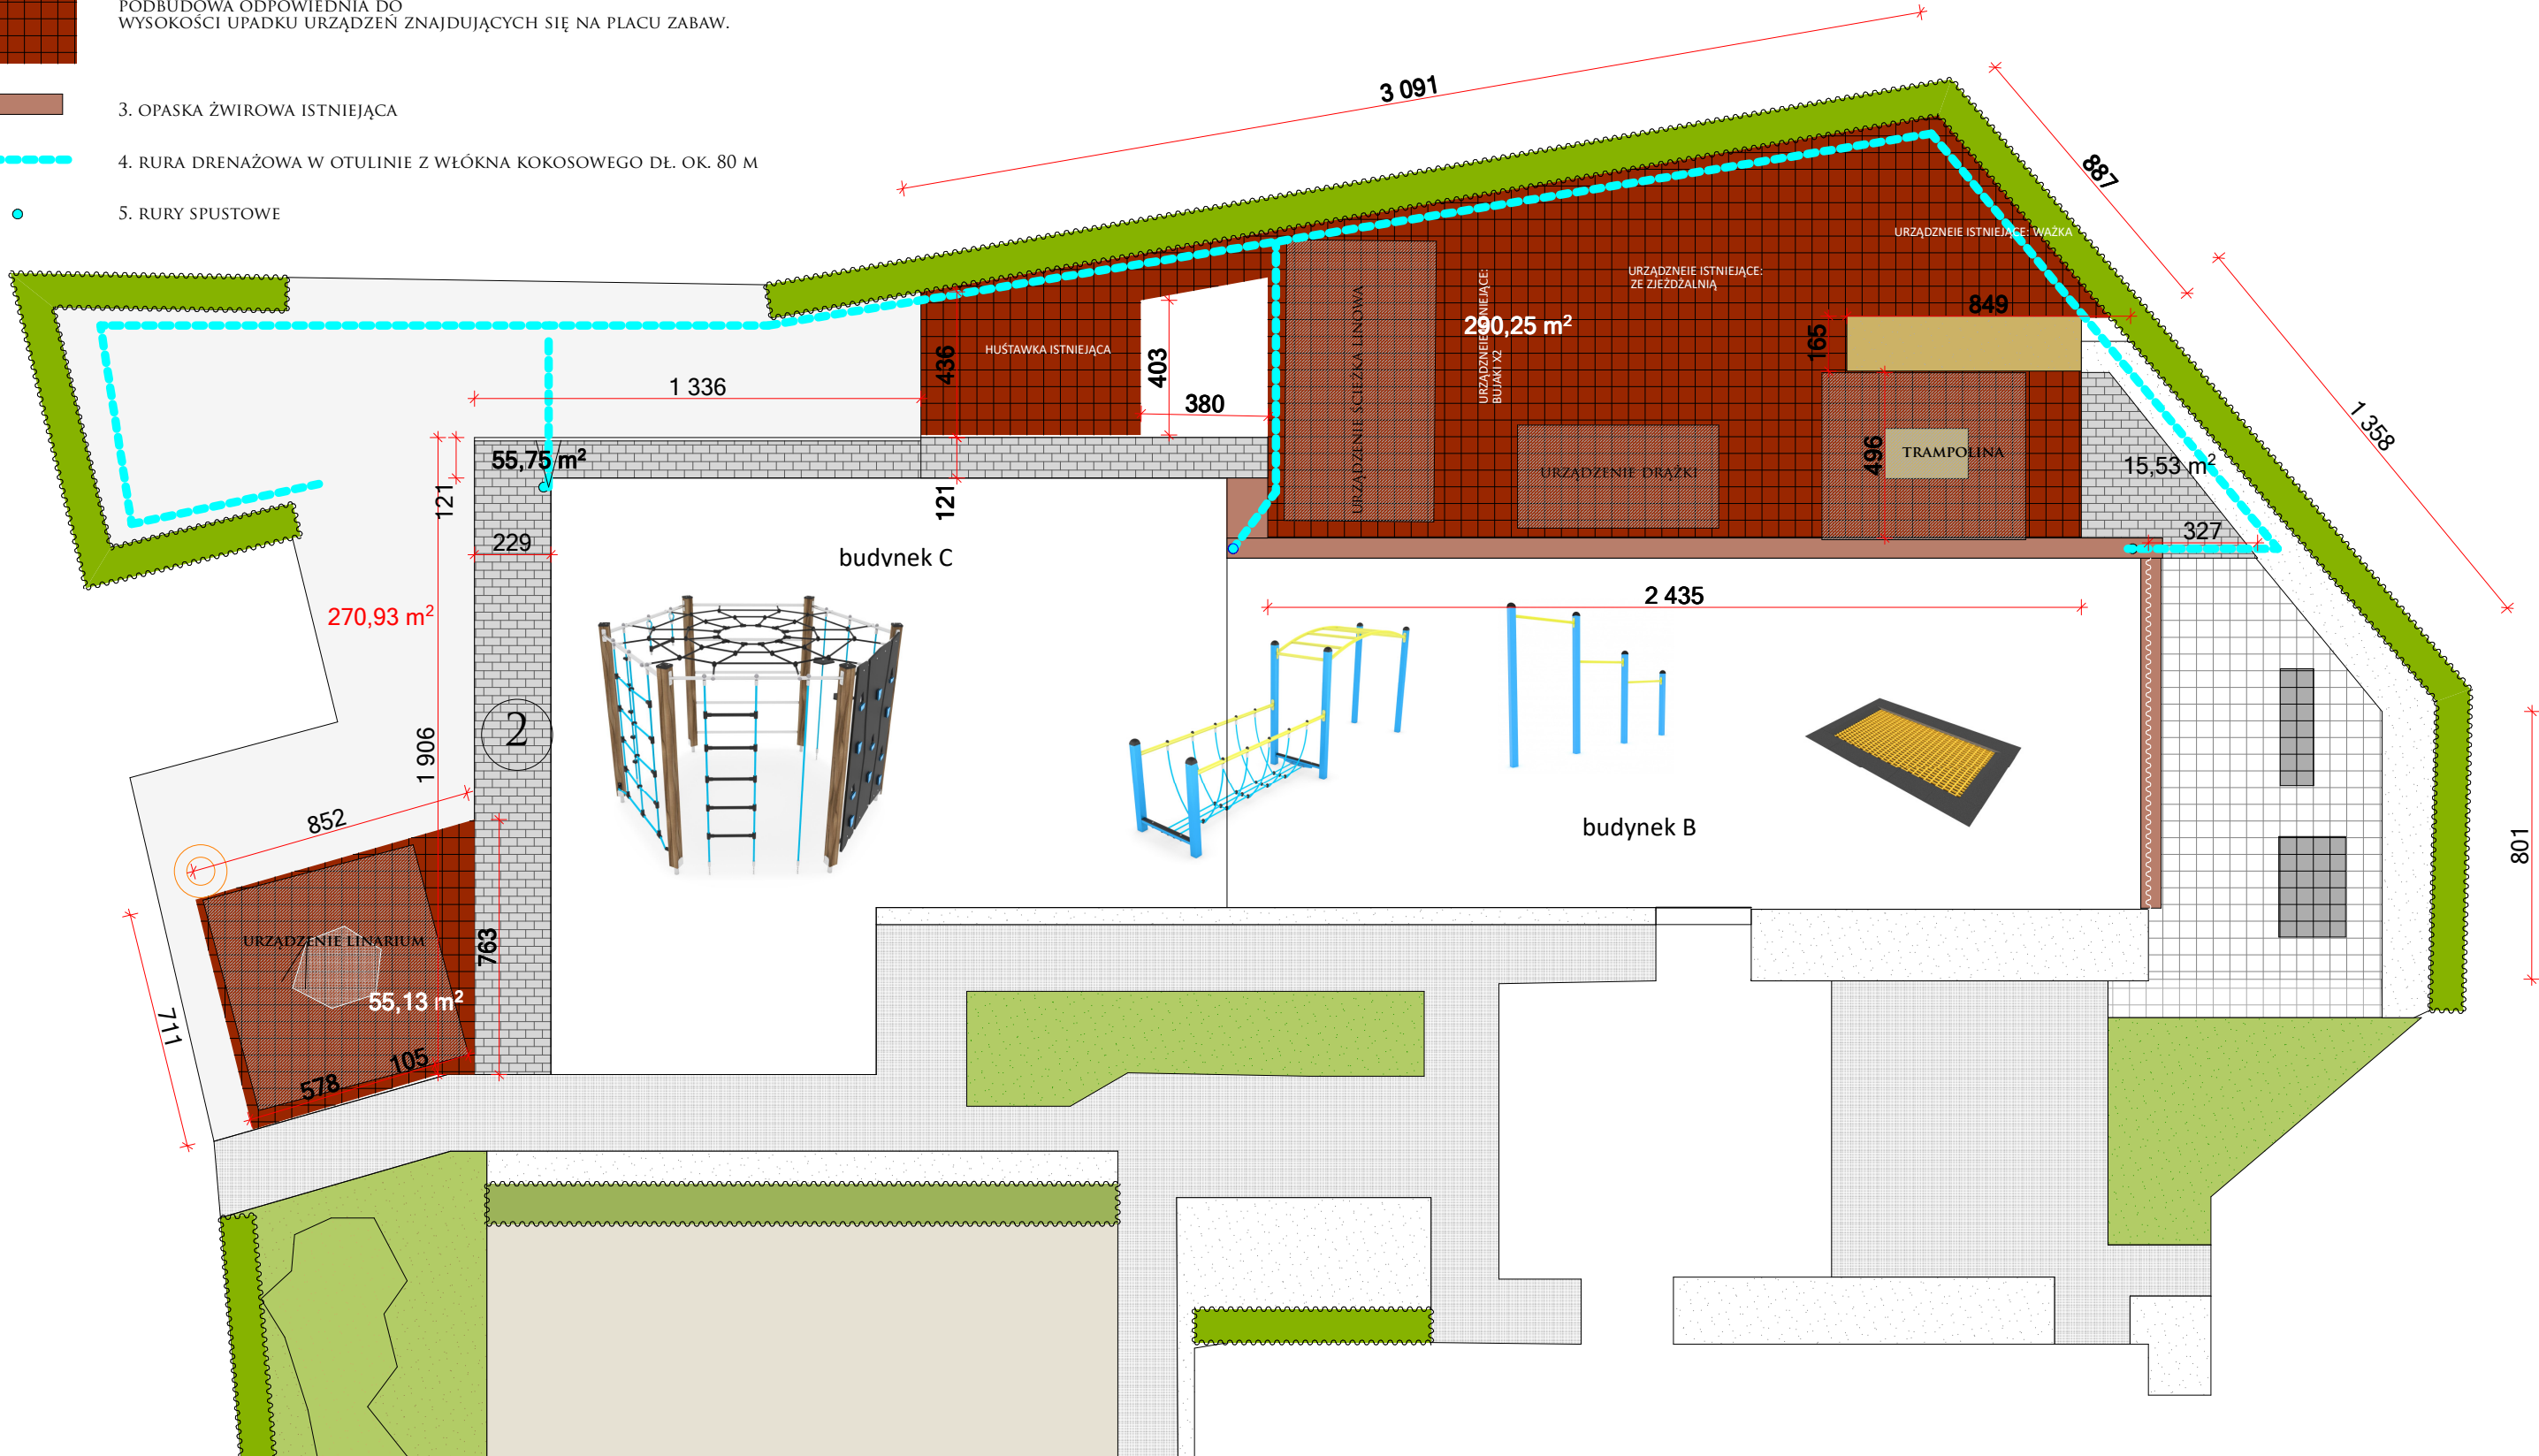 PODBUDOWA ODPOWIEDNIA DO
WYSOKOŚCI UPADKU URZĄDZEŃ ZNAJDUJĄCYCH SIĘ NA PLACU ZABAW.
3. OPASKA ŻWIROWA ISTNIEJĄCA
4. RURA DRENAŻOWA W OTULINIE Z WŁÓKNA KOKOSOWEGO DŁ. OK. 80 M
5. RURY SPUSTOWE
3 091
887
1 358
801
URZĄDZNEIE ISTNIEJĄCE: WAŻKA
URZĄDZNEIE ISTNIEJĄCE:
ZE ZJEŻDŻALNIĄ
URZĄDZNEIE ISTNIEJĄCE:
BUJAKI X2
290,25 m²
849
165
HUŚTAWKA ISTNIEJĄCA
436
403
380
1 336
URZĄDZENIE ŚCIEŻKA LINOWA
URZĄDZENIE DRĄŻKI
496
TRAMPOLINA
15,53 m²
327
55,75 m²
121
121
229
budynek C
2 435
270,93 m²
2
1 906
budynek B
852
763
URZĄDZENIE LINARIUM
55,13 m²
711
105
578